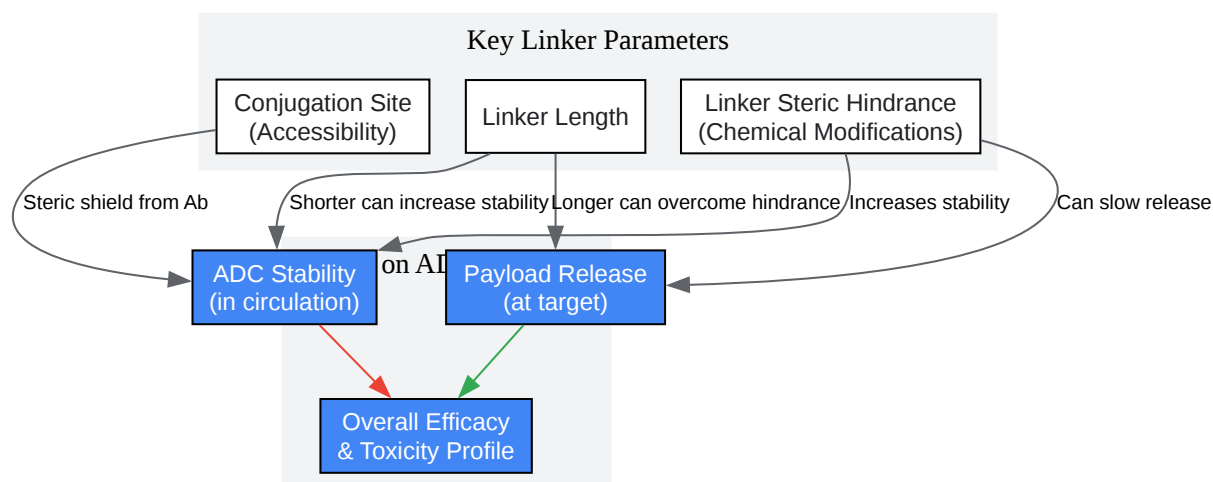 Key Linker Parameters
Conjugation Site
(Accessibility)
Linker Length
Linker Steric Hindrance
(Chemical Modifications)
Steric shield from Ab
Shorter can increase stability
Longer can overcome hindrance
Increases stability
Can slow release
on
ADC Stability
(in circulation)
Payload Release
(at target)
Overall Efficacy
& Toxicity Profile